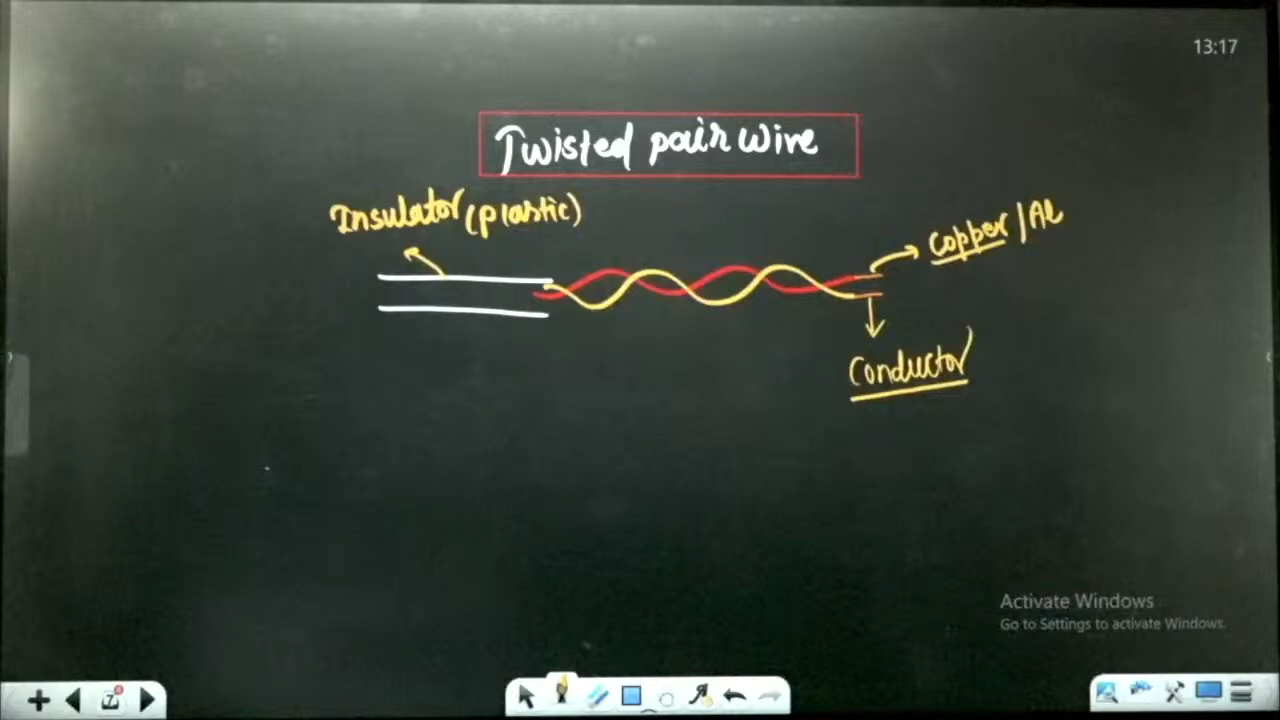 13:17
Twisted pair wire
Insulator (plastic)
Copper / Al
Conductor
Activate Windows
Go to Settings to activate Windows.